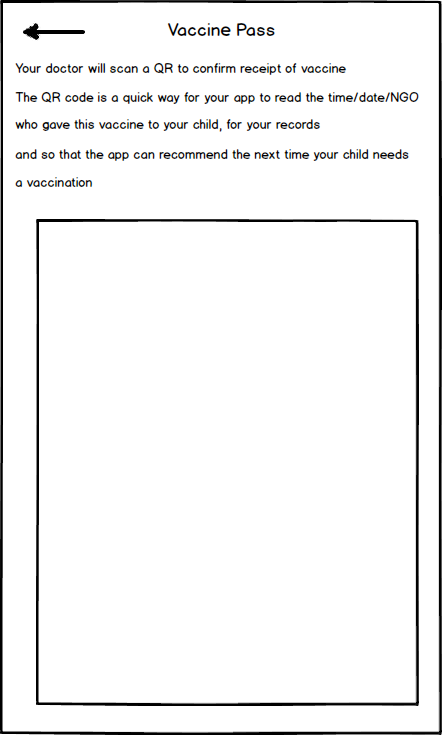 Vaccine Pass
Your doctor will scan a QR to confirm receipt of vaccine
The QR code is a quick way for your app to read the time/date/NGO
who gave this vaccine to your child, for your records
and so that the app can recommend the next time your child needs
a vaccination